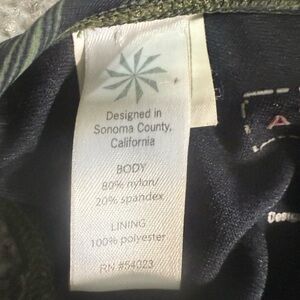 Designed in
Sonoma County,
California
BODY
80% nylon/
20% spandex
LINING
100% polyester
RN #54023
A